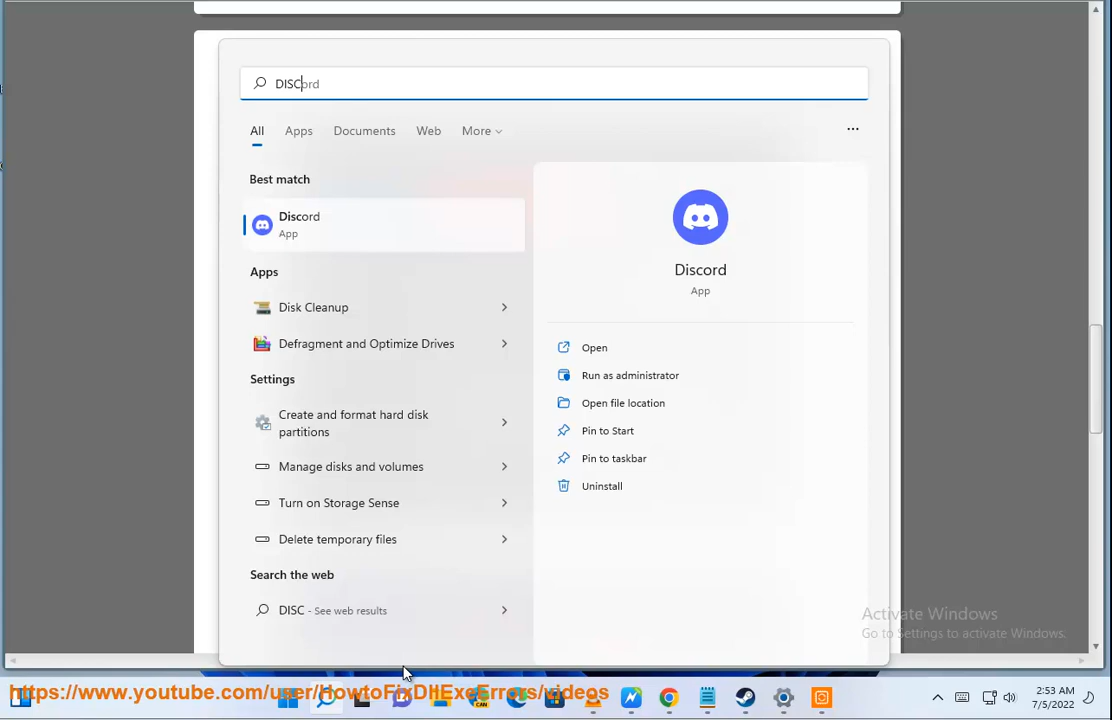 DISCord
All Apps Documents Web More
Best match
Discord
App
Apps
Disk Cleanup
Defragment and Optimize Drives
Settings
Create and format hard disk
partitions
Manage disks and volumes
Turn on Storage Sense
Delete temporary files
Search the web
DISC - See web results
Discord
App
Open
Run as administrator
Open file location
Pin to Start
Pin to taskbar
Uninstall
Activate Windows
Go to Settings to activate Windows.
https://www.youtube.com/user/HowtoFixDllExeErrors/videos
CAN
2:53 AM
7/5/2022